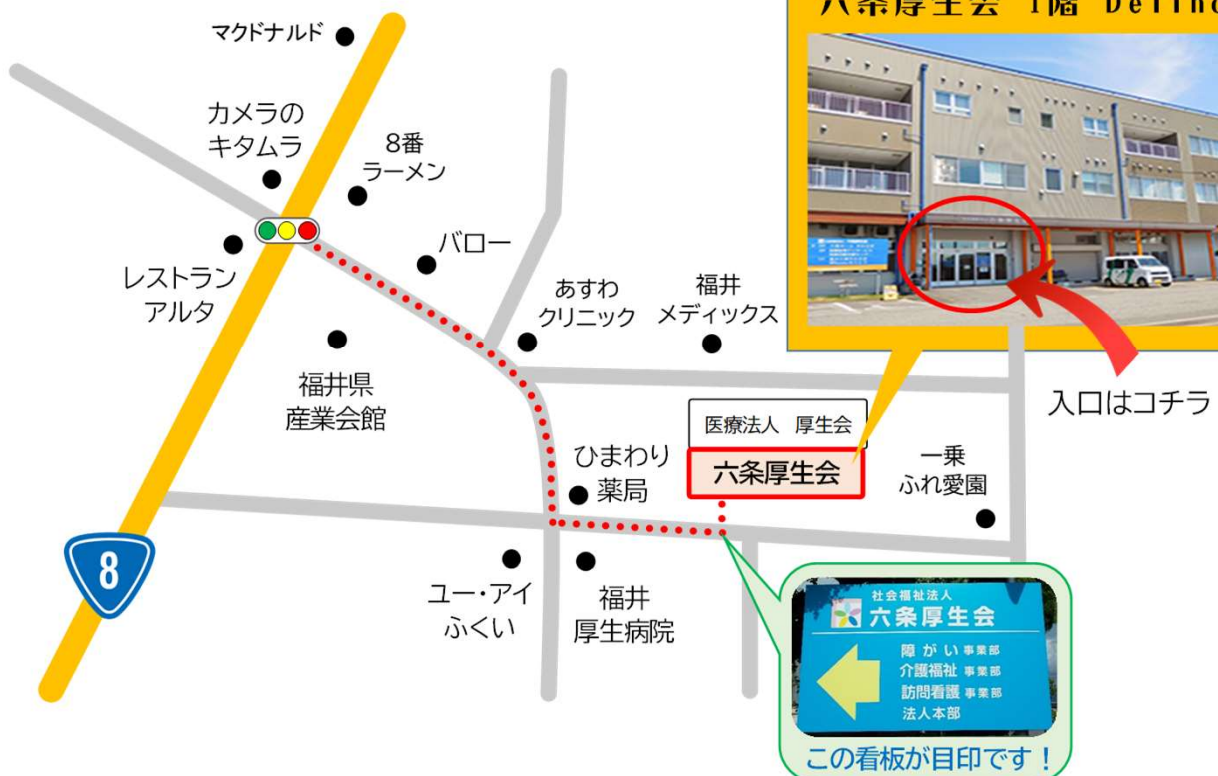 六条厚生会 1階
マクドナルド
カメラの
キタムラ
8番
ラーメン
バロー
レストラン
アルタ
あすわ
クリニック
福井
メディックス
福井県
産業会館
入口はコチラ
医療法人 厚生会
六条厚生会
ひまわり
薬局
一乗
ふれ愛園
8
ユー・アイ
ふくい
福井
厚生病院
社会福祉法人
六条厚生会
障がい事業部
介護福祉 事業部
訪問看護 事業部
法人本部
この看板が目印です!